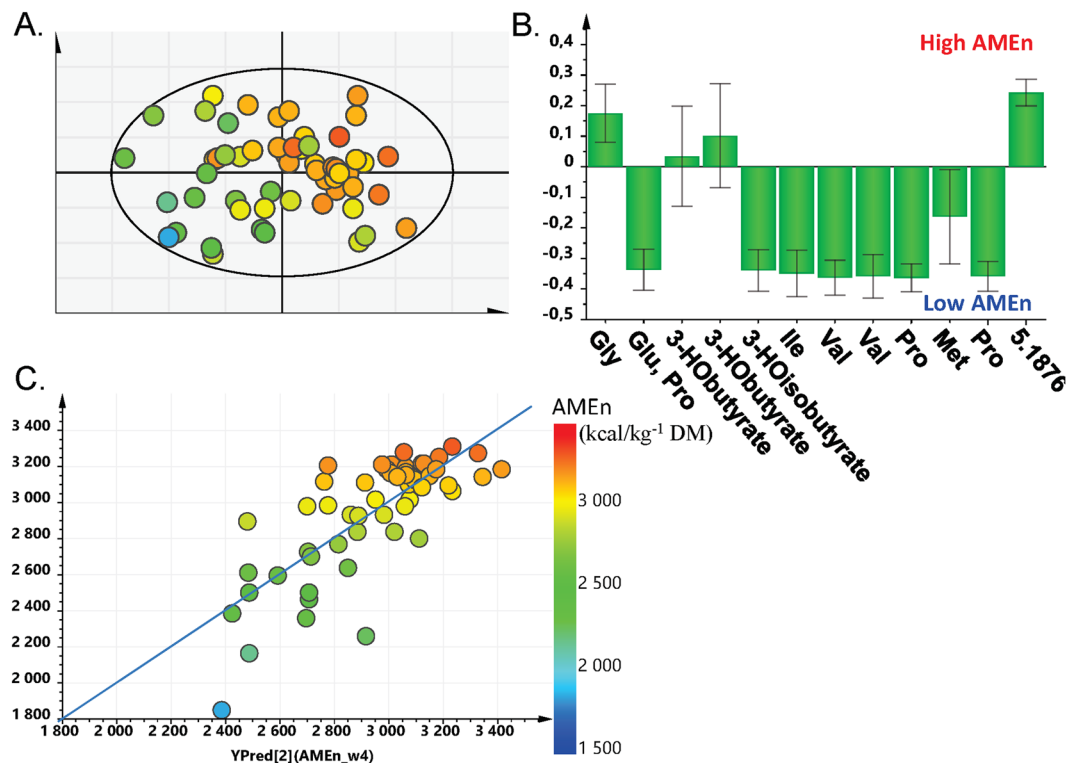 A.
B.
High AMEn
0,4
0,3
0,2
0,1
0
-0,1
-0,2
-0,3
-0,4
-0,5
Low AMEn
Gly
Glu, Pro
3-HObutyrate
3-HObutyrate
3-HOisobutyrate
Ile
Val
Val
Pro
Met
Pro
5.1876
C.
3 400
3 200
3 000
2 800
2 600
2 400
2 200
2 000
1 800
1 800 2 000 2 200 2 400 2 600 2 800 3 000 3 200 3 400
YPred[2](AMEn_w4)
AMEn
(kcal/kg-1 DM)
3 000
2 500
2 000
1 500